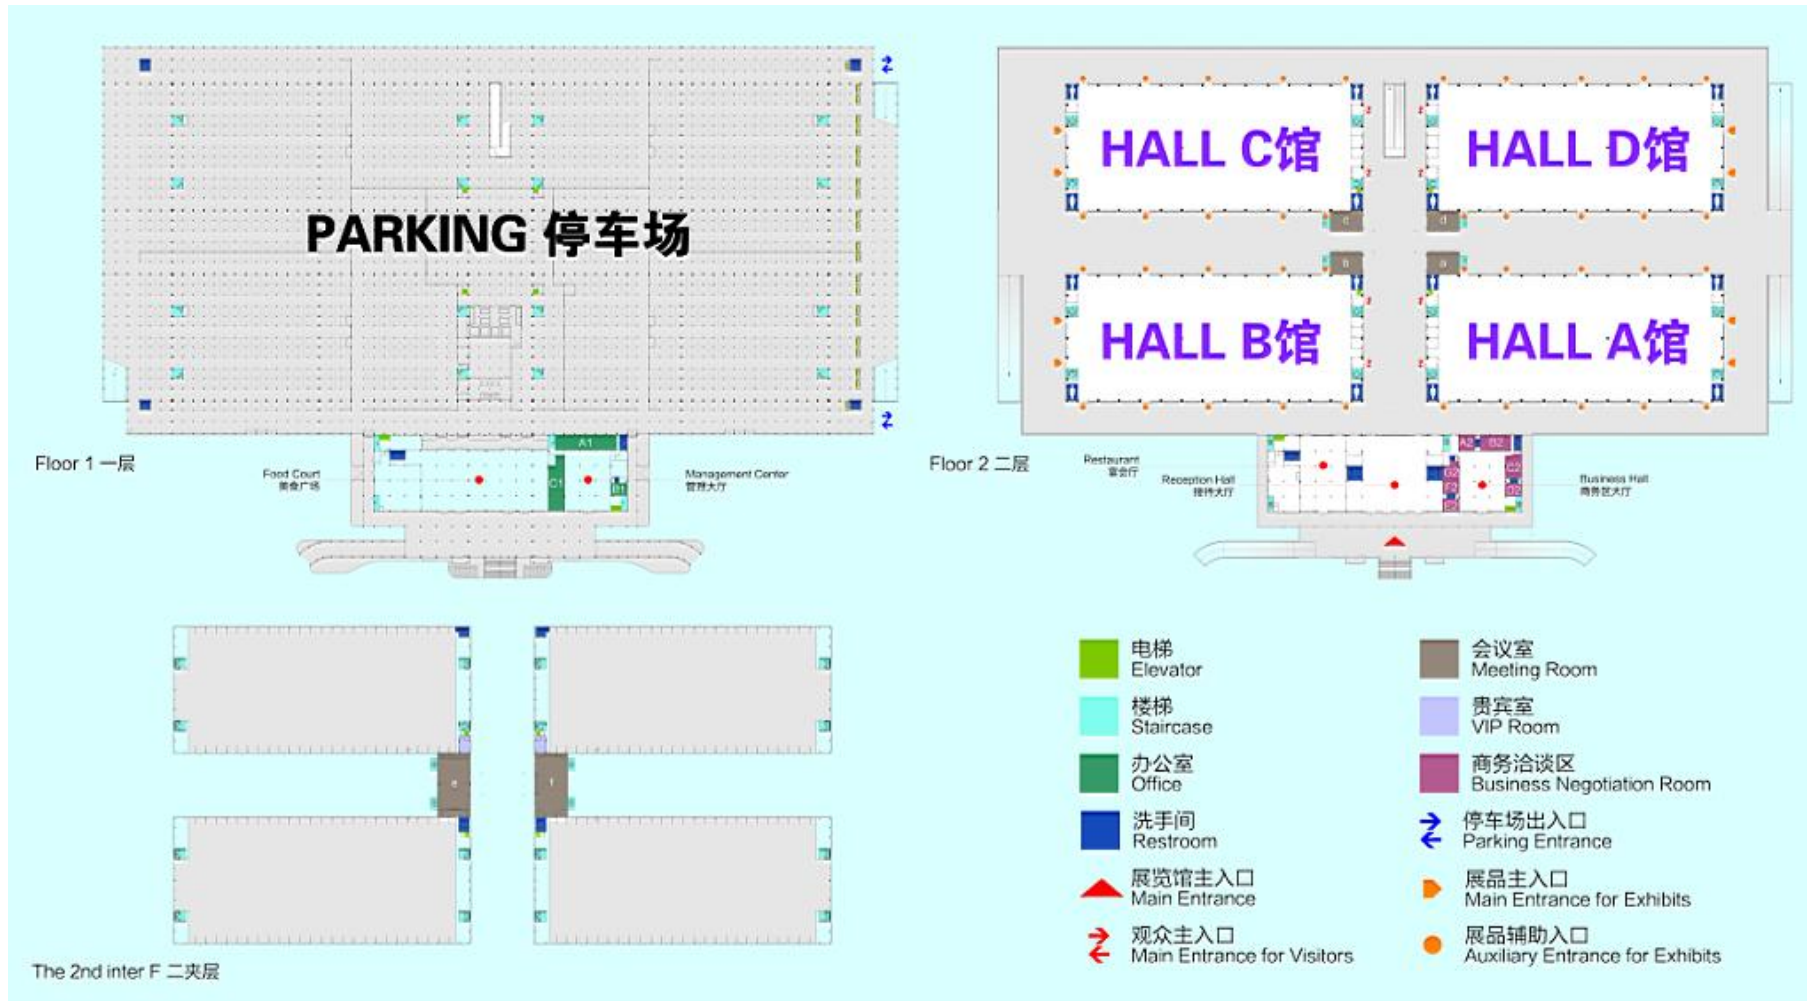 PARKING 停车场
A1
C1
B1
Floor 1 一层
Food Court
美食广场
Management Center
管理大厅
HALL C馆
HALL D馆
c
d
a
HALL B馆
HALL A馆
A2
B2
C2
D2
Floor 2 二层
Restaurant
宴会厅
Reception Hall
接待大厅
Business Hall
商务区大厅
e
f
The 2nd inter F 二夹层
电梯
Elevator
楼梯
Staircase
办公室
Office
洗手间
Restroom
展览馆主入口
Main Entrance
观众主入口
Main Entrance for Visitors
会议室
Meeting Room
贵宾室
VIP Room
商务洽谈区
Business Negotiation Room
停车场出入口
Parking Entrance
展品主入口
Main Entrance for Exhibits
展品辅助入口
Auxiliary Entrance for Exhibits